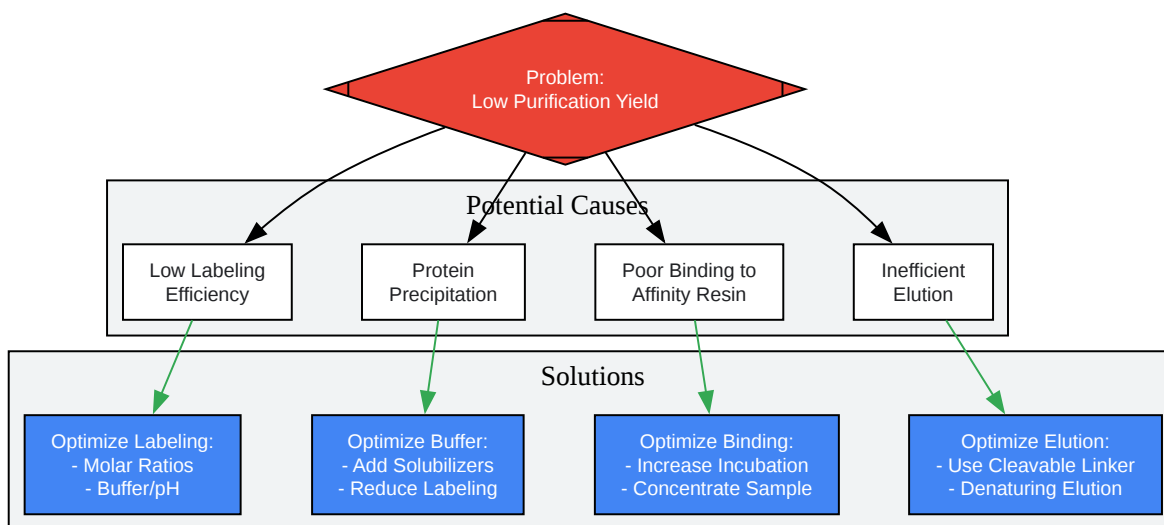 Problem:
Low Purification Yield
Potential Causes
Low Labeling
Efficiency
Protein
Precipitation
Poor Binding to
Affinity Resin
Inefficient
Elution
Solutions
Optimize Labeling:
- Molar Ratios
- Buffer/pH
Optimize Buffer:
- Add Solubilizers
- Reduce Labeling
Optimize Binding:
- Increase Incubation
- Concentrate Sample
Optimize Elution:
- Use Cleavable Linker
- Denaturing Elution